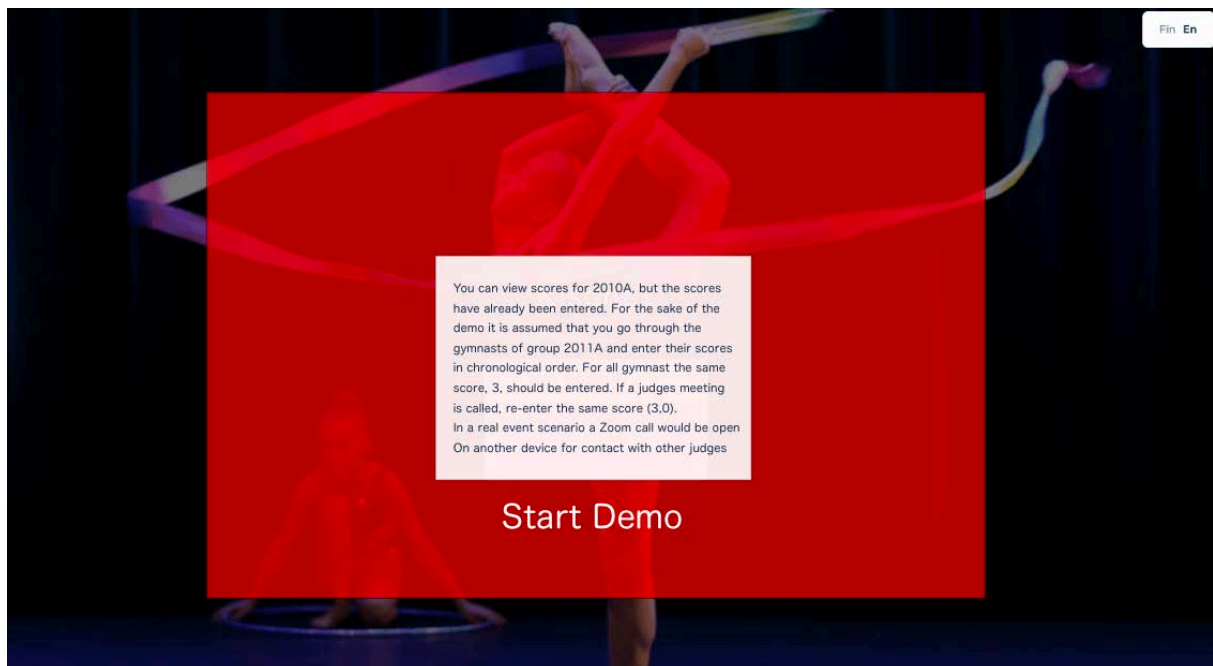 Fin En
You can view scores for 2010A, but the scores
have already been entered. For the sake of the
demo it is assumed that you go through the
gymnasts of group 2011A and enter their scores
in chronological order. For all gymnast the same
score, 3, should be entered. If a judges meeting
is called, re-enter the same score (3,0).
In a real event scenario a Zoom call would be open
On another device for contact with other judges
Start Demo